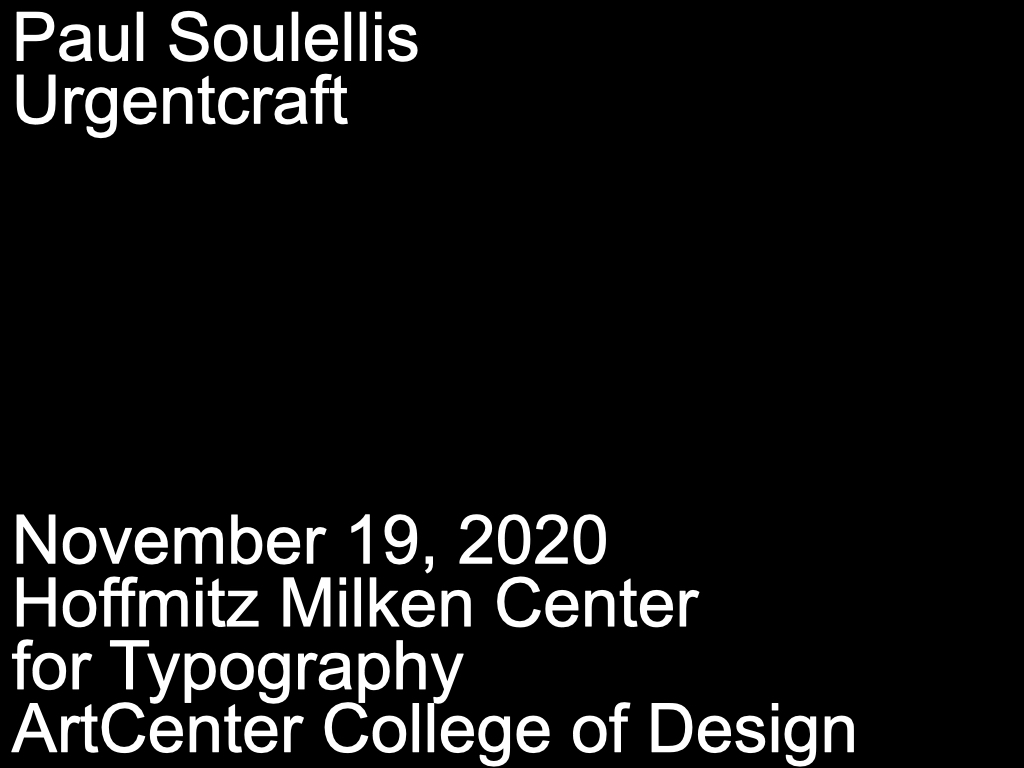 Paul Soulellis
Urgentcraft
November 19, 2020
Hoffmitz Milken Center
for Typography
ArtCenter College of Design